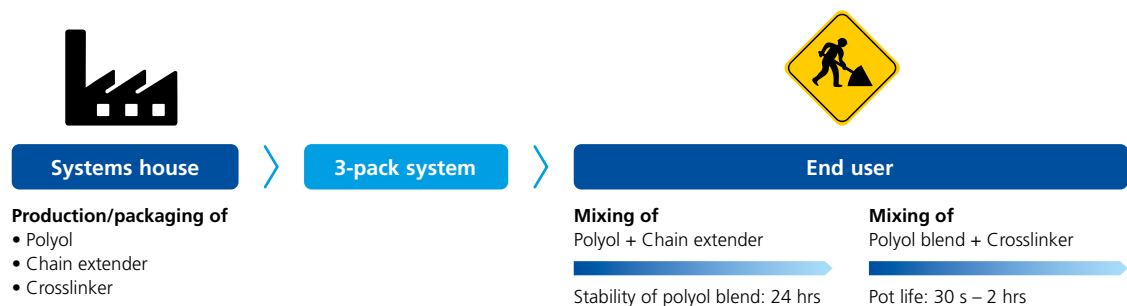 Systems house
3-pack system
End user
Production/packaging of
• Polyol
• Chain extender
• Crosslinker
Mixing of
Polyol + Chain extender
Stability of polyol blend: 24 hrs
Mixing of
Polyol blend + Crosslinker
Pot life: 30 s – 2 hrs